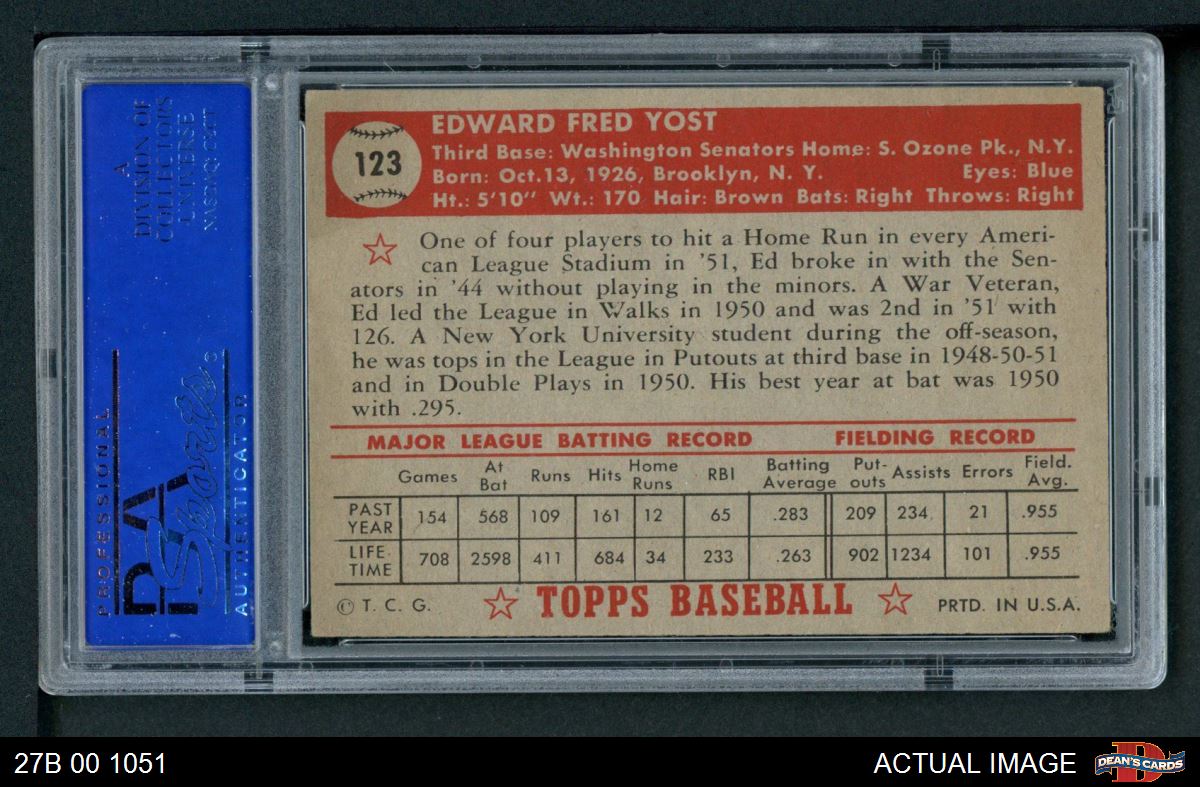 A
DIVISION OF
COLLECTORS
UNIVERSE
NASDAQ: CLCT
PROFESSIONAL
PSA
Sports
AUTHENTICATOR
123
EDWARD FRED YOST
Third Base: Washington Senators Home: S. Ozone Pk., N.Y.
Born: Oct.13, 1926, Brooklyn, N. Y. Eyes: Blue
Ht.: 5'10" Wt.: 170 Hair: Brown Bats: Right Throws: Right
One of four players to hit a Home Run in every Ameri-
can League Stadium in '51, Ed broke in with the Sen-
ators in '44 without playing in the minors. A War Veteran,
Ed led the League in Walks in 1950 and was 2nd in '51 with
126. A New York University student during the off-season,
he was tops in the League in Putouts at third base in 1948-50-51
and in Double Plays in 1950. His best year at bat was 1950
with .295.
MAJOR LEAGUE BATTING RECORD FIELDING RECORD
Games At Bat Runs Hits Home Runs RBI Batting Average Put-outs Assists Errors Field. Avg.
PAST YEAR 154 568 109 161 12 65 .283 209 234 21 .955
LIFE-TIME 708 2598 411 684 34 233 .263 902 1234 101 .955
© T. C. G. TOPPS BASEBALL PRTD. IN U.S.A.
27B 00 1051 ACTUAL IMAGE
D
DEAN'S CARDS